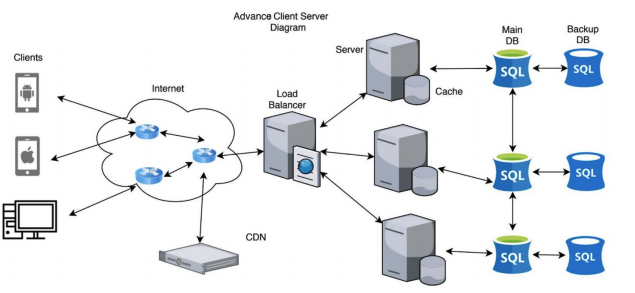 Advance Client Server
Diagram
Clients
Internet
Load
Balancer
Server
Cache
Main
DB
Backup
DB
SQL
SQL
SQL
SQL
SQL
SQL
CDN